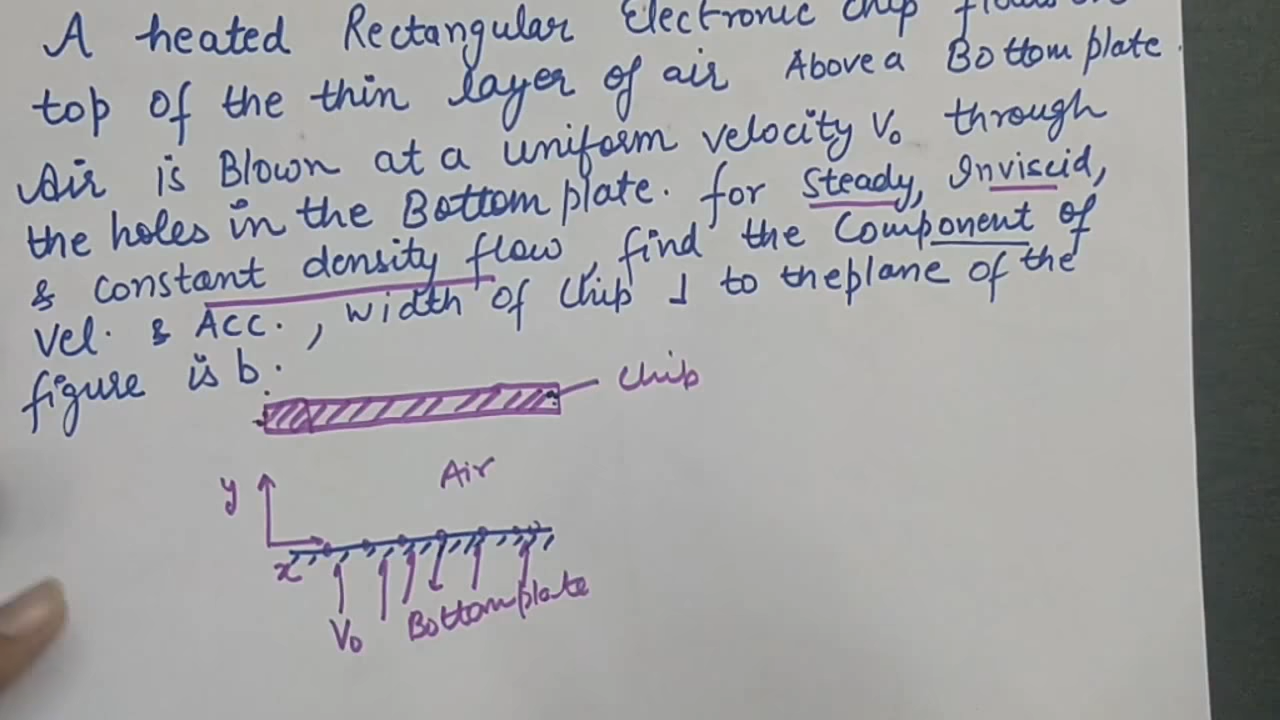 A heated Rectangular Electronic chip
top of the thin layer of air Above a Bottom plate.
Air is Blown at a uniform velocity V₀ through
the holes in the Bottom plate. for Steady, Inviscid,
& constant density flow, find the Component of
Vel. & Acc., width of Chip ⊥ to the plane of the
figure is b.
Chip
Air
y
x
V₀
Bottom plate